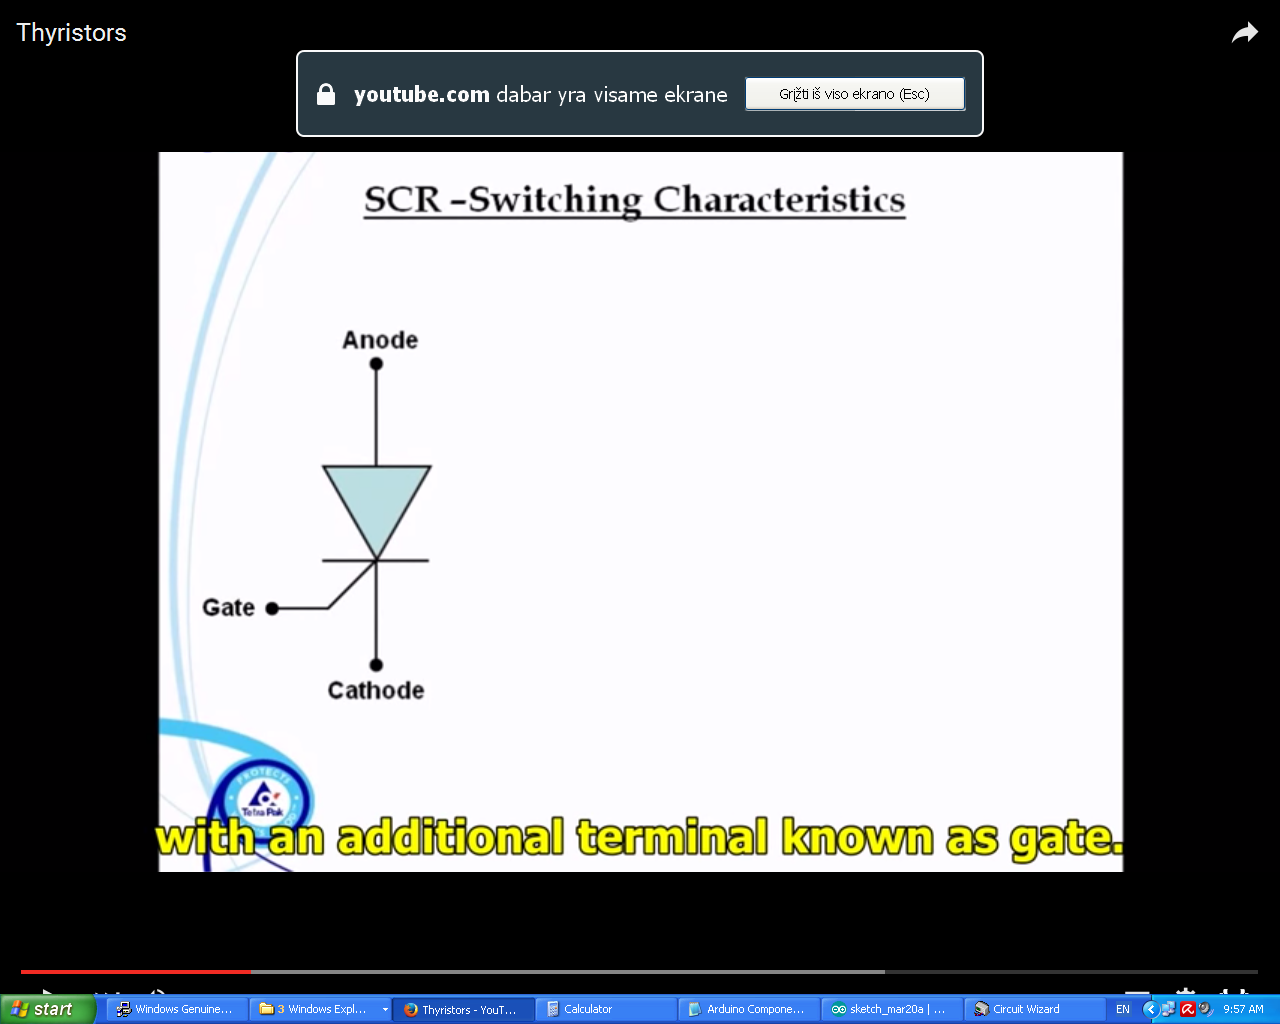 Thyristors
youtube.com dabar yra visame ekrane
Grįžti iš viso ekrano (Esc)
SCR –Switching Characteristics
Anode
Gate
Cathode
PROTECTS
Tetra Pak
with an additional terminal known as gate.
start
Windows Genuine...
3 Windows Expl...
Thyristors - YouT...
Calculator
Arduino Compone...
sketch_mar20a | ...
Circuit Wizard
EN
9:57 AM